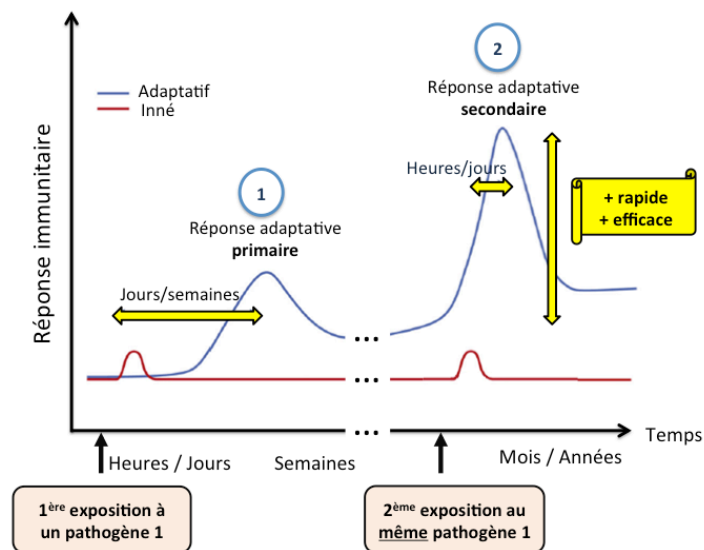 2
Réponse adaptative
secondaire
Adaptatif
Inné
Heures/jours
+ rapide
+ efficace
1
Réponse adaptative
primaire
Jours/semaines
Réponse immunitaire
...
...
...
Temps
Heures / Jours
Semaines
Mois / Années
1ère exposition à
un pathogène 1
2ème exposition au
même pathogène 1